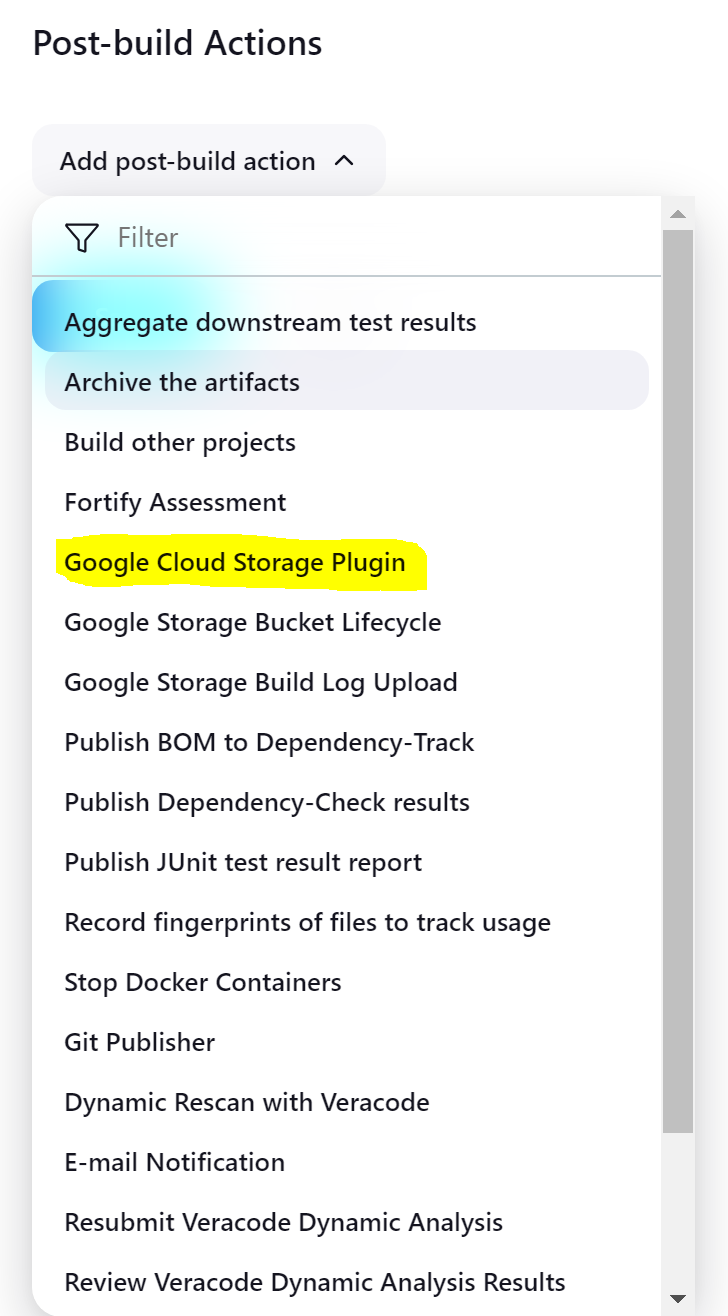 Post-build Actions
Add post-build action
Filter
Aggregate downstream test results
Archive the artifacts
Build other projects
Fortify Assessment
Google Cloud Storage Plugin
Google Storage Bucket Lifecycle
Google Storage Build Log Upload
Publish BOM to Dependency-Track
Publish Dependency-Check results
Publish JUnit test result report
Record fingerprints of files to track usage
Stop Docker Containers
Git Publisher
Dynamic Rescan with Veracode
E-mail Notification
Resubmit Veracode Dynamic Analysis
Review Veracode Dynamic Analysis Results